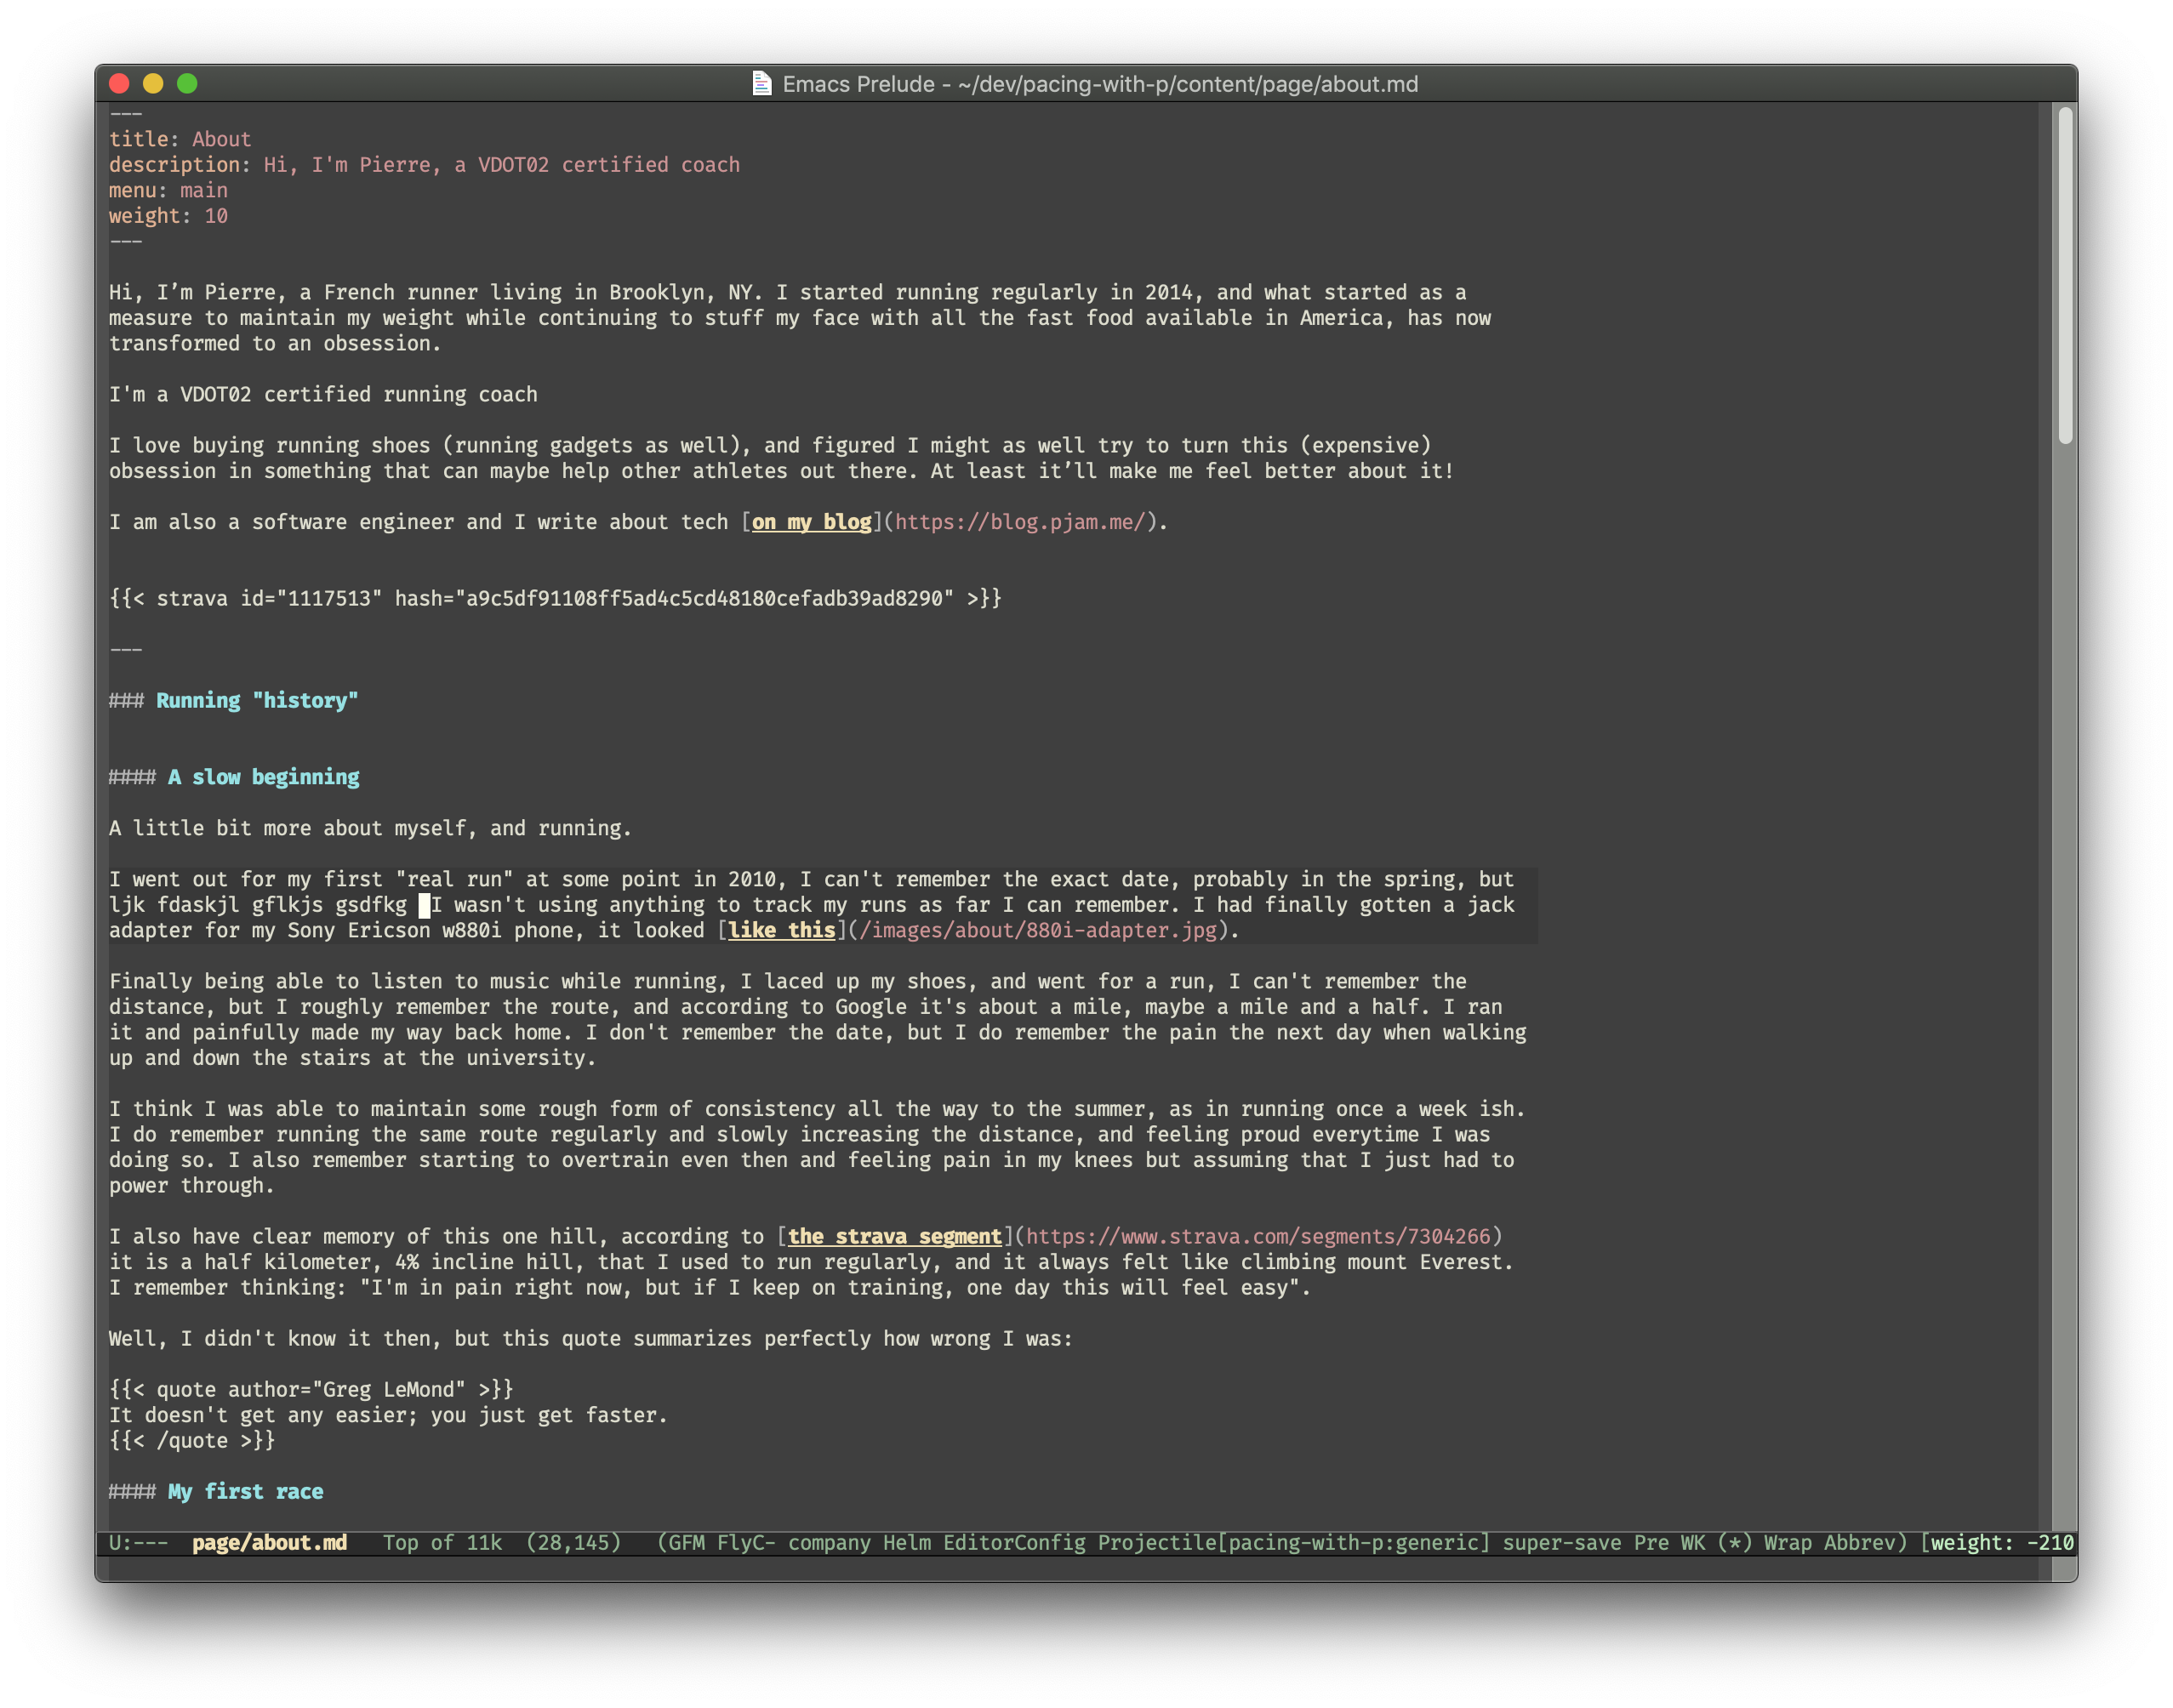 Emacs Prelude - ~/dev/pacing-with-p/content/page/about.md
---
title: About
description: Hi, I'm Pierre, a VDOT02 certified coach
menu: main
weight: 10
---
Hi, I’m Pierre, a French runner living in Brooklyn, NY. I started running regularly in 2014, and what started as a
measure to maintain my weight while continuing to stuff my face with all the fast food available in America, has now
transformed to an obsession.
I'm a VDOT02 certified running coach
I love buying running shoes (running gadgets as well), and figured I might as well try to turn this (expensive)
obsession in something that can maybe help other athletes out there. At least it’ll make me feel better about it!
I am also a software engineer and I write about tech [on my blog](https://blog.pjam.me/).
{{< strava id="1117513" hash="a9c5df91108ff5ad4c5cd48180cefadb39ad8290" >}}
---
### Running "history"
#### A slow beginning
A little bit more about myself, and running.
I went out for my first "real run" at some point in 2010, I can't remember the exact date, probably in the spring, but
ljk fdaskjl gflkjs gsdfkg I wasn't using anything to track my runs as far I can remember. I had finally gotten a jack
adapter for my Sony Ericson w880i phone, it looked [like this](/images/about/880i-adapter.jpg).
Finally being able to listen to music while running, I laced up my shoes, and went for a run, I can't remember the
distance, but I roughly remember the route, and according to Google it's about a mile, maybe a mile and a half. I ran
it and painfully made my way back home. I don't remember the date, but I do remember the pain the next day when walking
up and down the stairs at the university.
I think I was able to maintain some rough form of consistency all the way to the summer, as in running once a week ish.
I do remember running the same route regularly and slowly increasing the distance, and feeling proud everytime I was
doing so. I also remember starting to overtrain even then and feeling pain in my knees but assuming that I just had to
power through.
I also have clear memory of this one hill, according to [the strava segment](https://www.strava.com/segments/7304266)
it is a half kilometer, 4% incline hill, that I used to run regularly, and it always felt like climbing mount Everest.
I remember thinking: "I'm in pain right now, but if I keep on training, one day this will feel easy".
Well, I didn't know it then, but this quote summarizes perfectly how wrong I was:
{{< quote author="Greg LeMond" >}}
It doesn't get any easier; you just get faster.
{{< /quote >}}
#### My first race
U:---  page/about.md   Top of 11k  (28,145)   (GFM FlyC- company Helm EditorConfig Projectile[pacing-with-p:generic] super-save Pre WK (*) Wrap Abbrev) [weight: -210